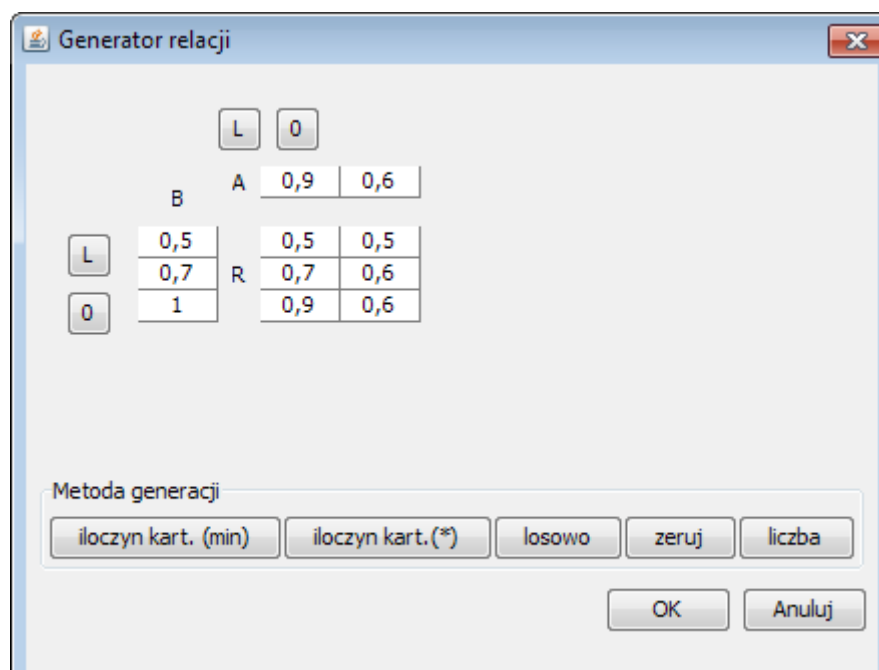 Generator relacji
L 0
A 0,9 0,6
B
L 0,5 0,5 0,5
0,7 R 0,7 0,6
0 1 0,9 0,6
Metoda generacji
iloczyn kart. (min) iloczyn kart.(*) losowo zeruj liczba
OK Anuluj